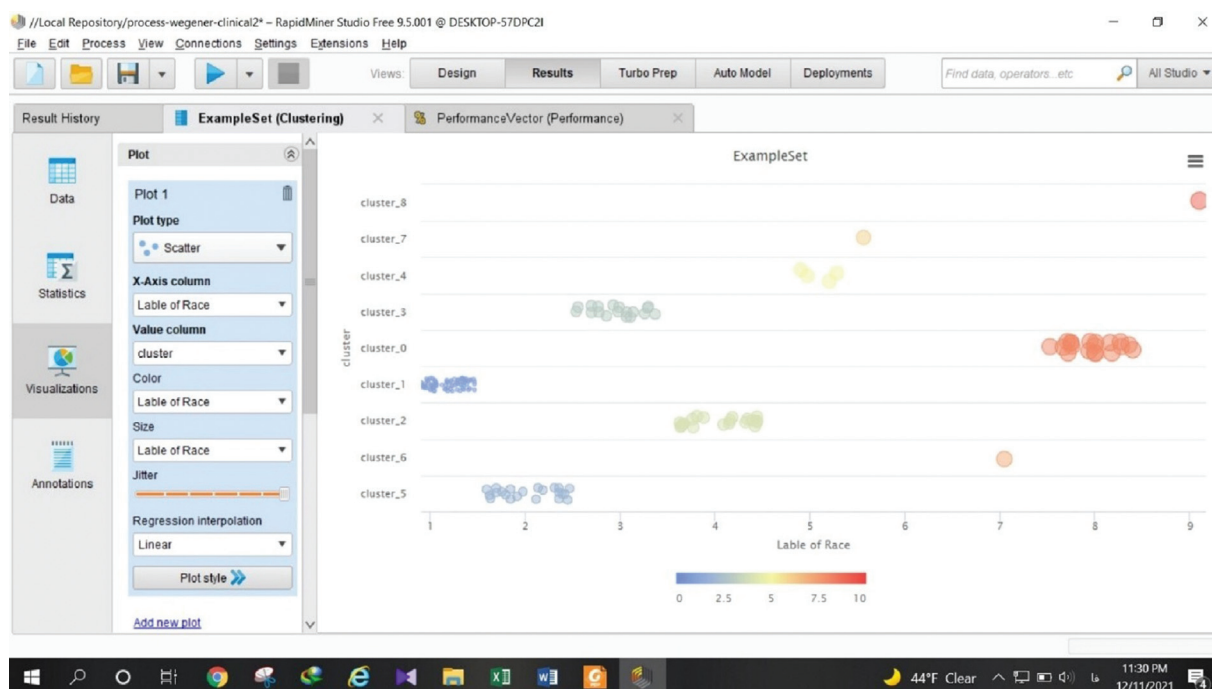 //Local Repository/process-wegener-clinical2* – RapidMiner Studio Free 9.5.001 @ DESKTOP-57DPC2I
File Edit Process View Connections Settings Extensions Help
Views: Design Results Turbo Prep Auto Model Deployments Find data, operators...etc All Studio
Result History ExampleSet (Clustering) PerformanceVector (Performance)
Data
Statistics
Visualizations
Annotations
Plot
Plot 1
Plot type
Scatter
X-Axis column
Lable of Race
Value column
cluster
Color
Lable of Race
Size
Lable of Race
Jitter
Regression interpolation
Linear
Plot style
Add new plot
ExampleSet
cluster
cluster_8
cluster_7
cluster_4
cluster_3
cluster_0
cluster_1
cluster_2
cluster_6
cluster_5
1 2 3 4 5 6 7 8 9
Lable of Race
0 2.5 5 7.5 10
44°F Clear
11:30 PM
12/11/2021